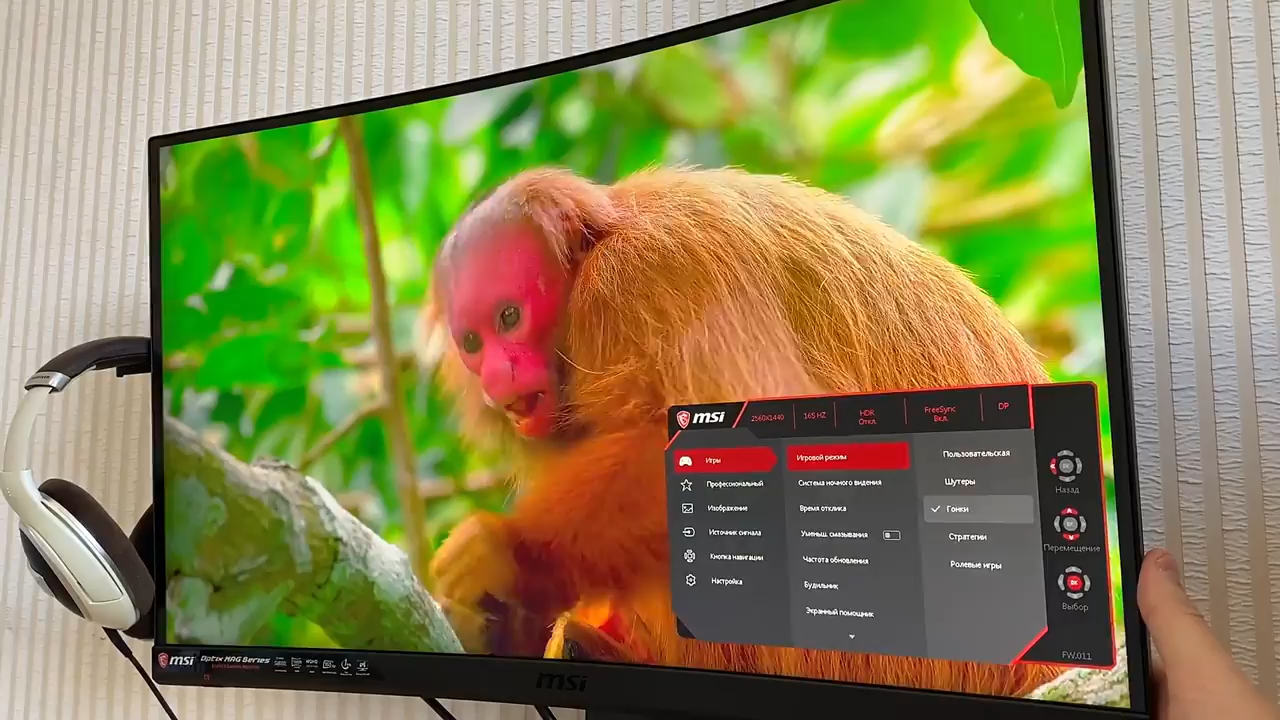 msi
2560X1440
165 HZ
HDR
Откл.
FreeSync
Вкл.
DP
Игры
Профессиональный
Изображение
Источник сигнала
Кнопка навигации
Настройка
Игровой режим
Система ночного видения
Время отклика
Уменьш. смазывания
Частота обновления
Будильник
Экранный помощник
Пользовательская
Шутеры
Гонки
Стратегии
Ролевые игры
Назад
Перемещение
OK
Выбор
FW.011
msi
Optix MAG Series
msi